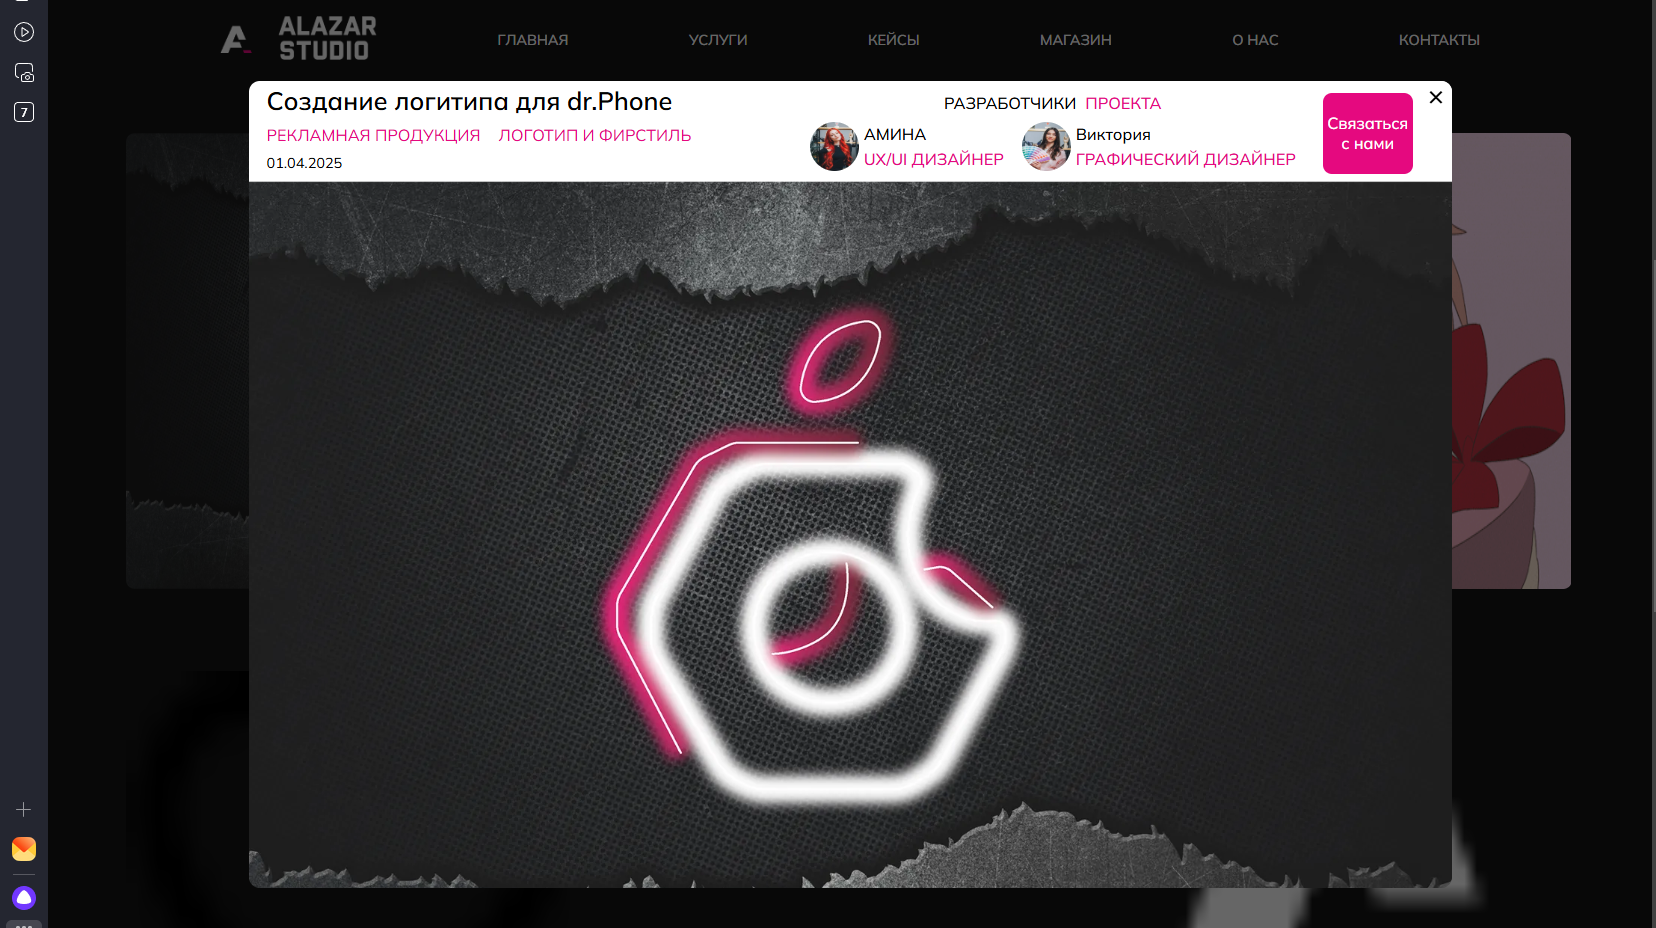 ALAZAR
STUDIO
ГЛАВНАЯ
УСЛУГИ
КЕЙСЫ
МАГАЗИН
О НАС
КОНТАКТЫ
7
Создание логитипа для dr.Phone
РЕКЛАМНАЯ ПРОДУКЦИЯ ЛОГОТИП И ФИРСТИЛЬ
01.04.2025
РАЗРАБОТЧИКИ ПРОЕКТА
АМИНА
UX/UI ДИЗАЙНЕР
Виктория
ГРАФИЧЕСКИЙ ДИЗАЙНЕР
Связаться
с нами